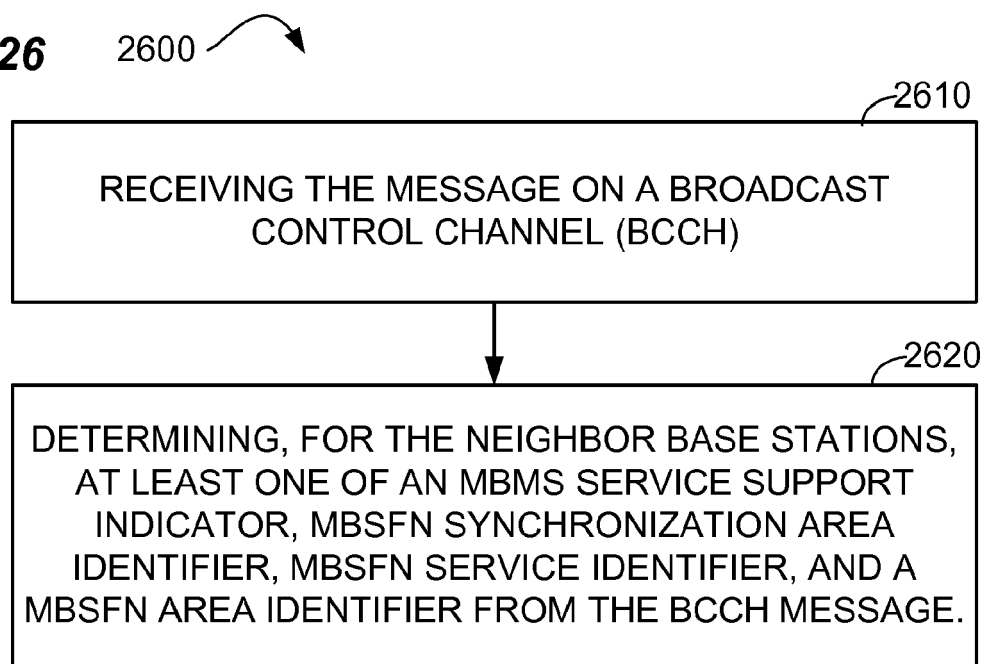 26
2600
2610
RECEIVING THE MESSAGE ON A BROADCAST
CONTROL CHANNEL (BCCH)
2620
DETERMINING, FOR THE NEIGHBOR BASE STATIONS,
AT LEAST ONE OF AN MBMS SERVICE SUPPORT
INDICATOR, MBSFN SYNCHRONIZATION AREA
IDENTIFIER, MBSFN SERVICE IDENTIFIER, AND A
MBSFN AREA IDENTIFIER FROM THE BCCH MESSAGE.